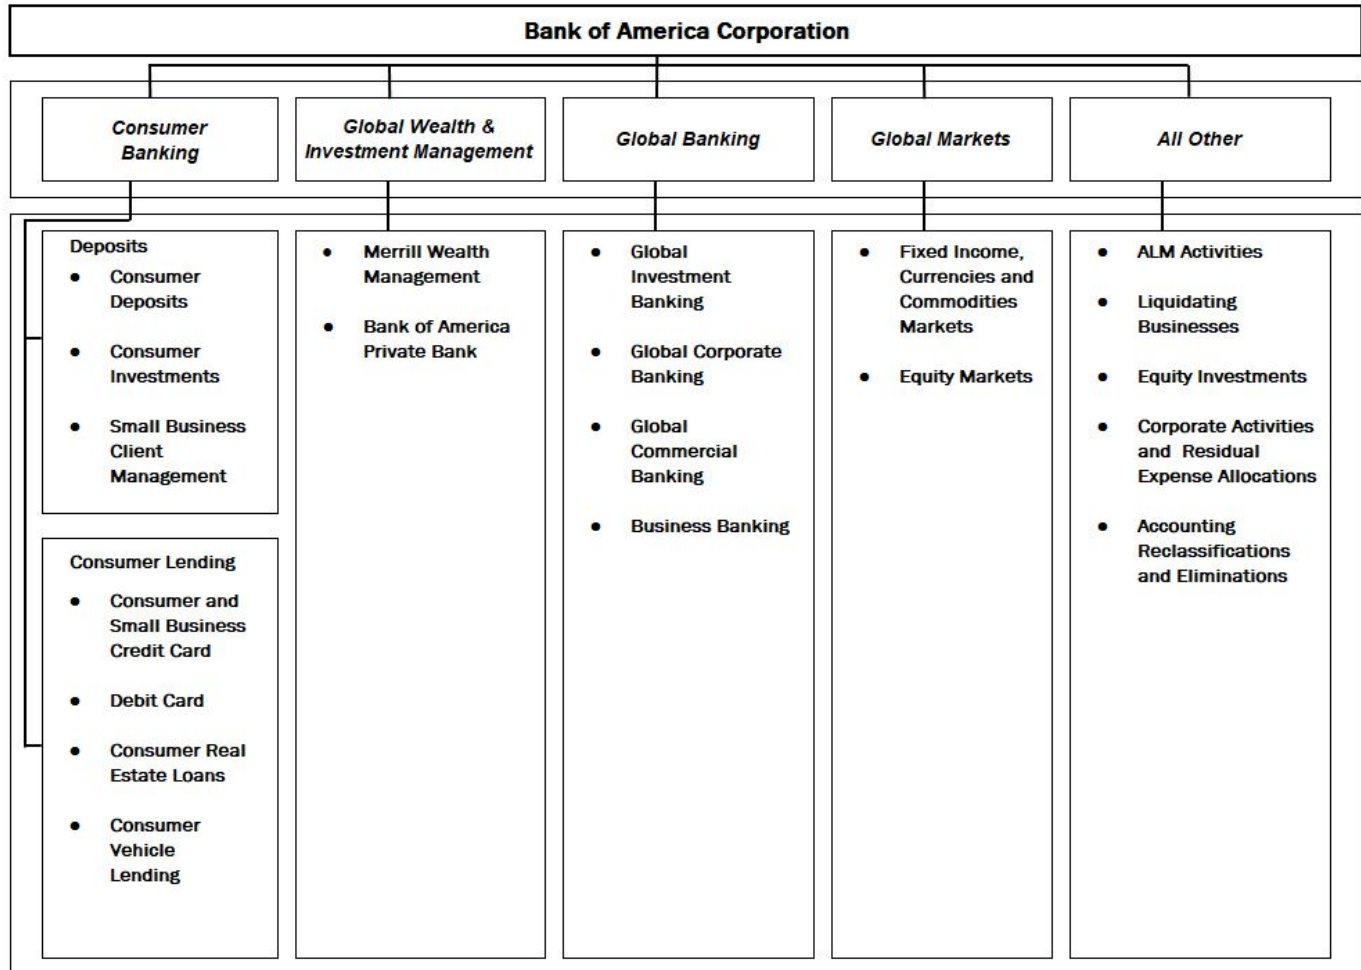 Bank of America Corporation
Consumer
Banking
Global Wealth &
Investment Management
Global Banking
Global Markets
All Other
Deposits
● Consumer
Deposits
● Consumer
Investments
● Small Business
Client
Management
Consumer Lending
● Consumer and
Small Business
Credit Card
● Debit Card
● Consumer Real
Estate Loans
● Consumer
Vehicle
Lending
● Merrill Wealth
Management
● Bank of America
Private Bank
● Global
Investment
Banking
● Global Corporate
Banking
● Global
Commercial
Banking
● Business Banking
● Fixed Income,
Currencies and
Commodities
Markets
● Equity Markets
● ALM Activities
● Liquidating
Businesses
● Equity Investments
● Corporate Activities
and Residual
Expense Allocations
● Accounting
Reclassifications
and Eliminations